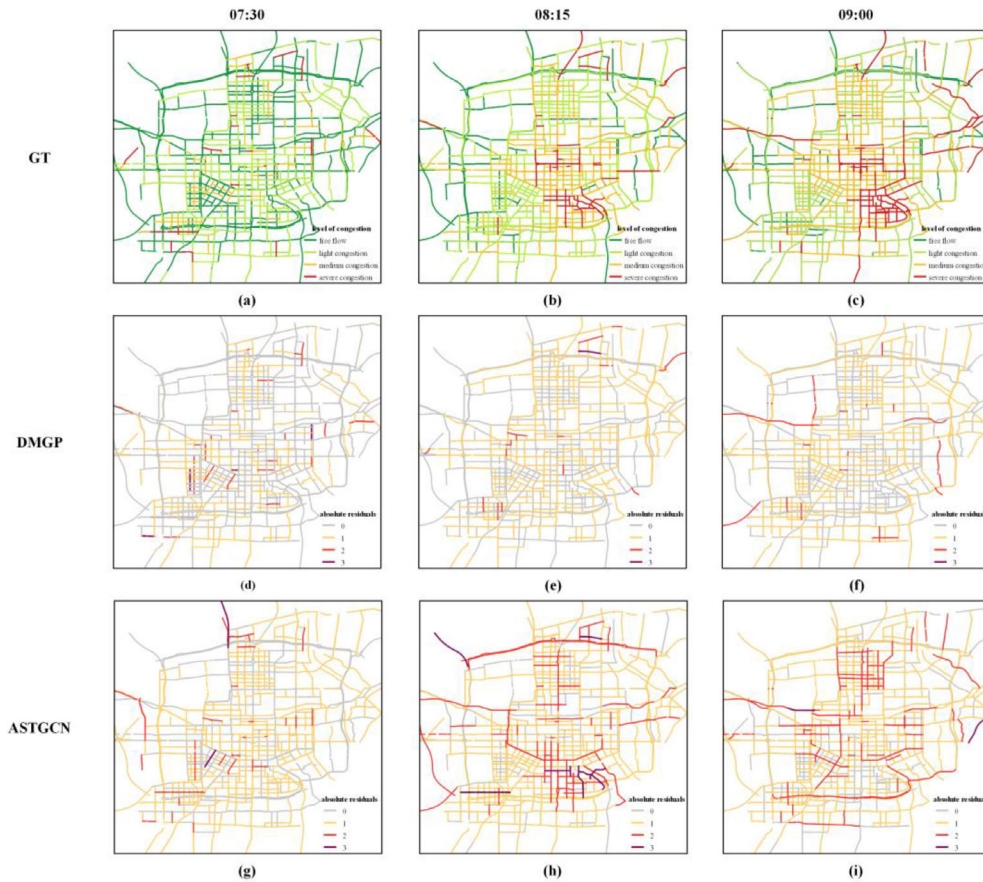 07:30 08:15 09:00
GT
level of congestion
free flow
light congestion
medium congestion
severe congestion
level of congestion
free flow
light congestion
medium congestion
severe congestion
level of congestion
free flow
light congestion
medium congestion
severe congestion
(a) (b) (c)
DMGP
absolute residuals
0
1
2
3
absolute residuals
0
1
2
3
absolute residuals
0
1
2
3
(d) (e) (f)
ASTGCN
absolute residuals
0
1
2
3
absolute residuals
0
1
2
3
absolute residuals
0
1
2
3
(g) (h) (i)